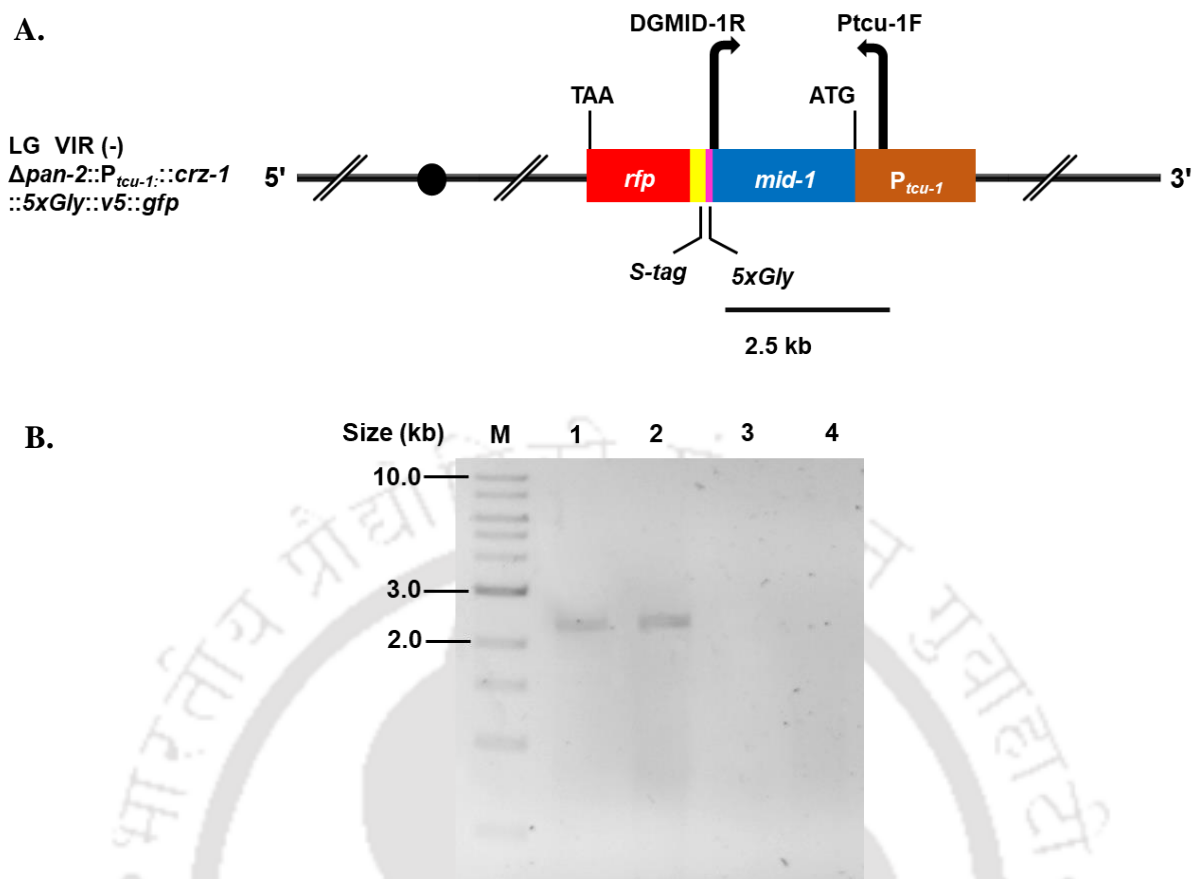 A.
DGMID-1R Ptcu-1F
TAA ATG
LG VIR (-)
Δpan-2::Ptcu-1::crz-1
::5xGly::v5::gfp
5' rfp mid-1 Ptcu-1 3'
S-tag 5xGly
2.5 kb
B.
Size (kb) M 1 2 3 4
10.0
3.0
2.0
भारतीय प्रौद्योगिकी
गुवाहाटी